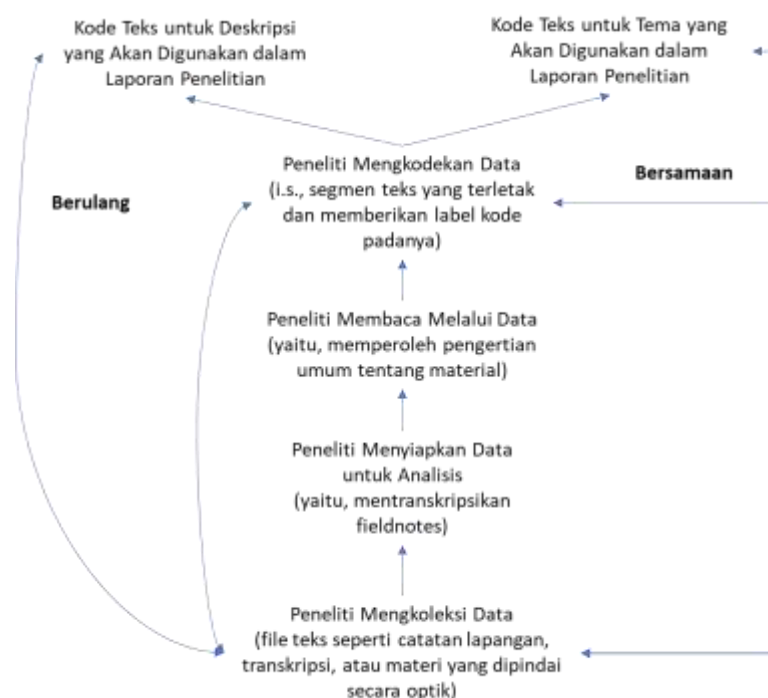 Kode Teks untuk Deskripsi
yang Akan Digunakan dalam
Laporan Penelitian
Kode Teks untuk Tema yang
Akan Digunakan dalam
Laporan Penelitian
Peneliti Mengkodekan Data
(i.s., segmen teks yang terletak
dan memberikan label kode
padanya)
Bersamaan
Berulang
Peneliti Membaca Melalui Data
(yaitu, memperoleh pengertian
umum tentang material)
Peneliti Menyiapkan Data
untuk Analisis
(yaitu, mentranskripsikan
fieldnotes)
Peneliti Mengkoleksi Data
(file teks seperti catatan lapangan,
transkripsi, atau materi yang dipindai
secara optik)